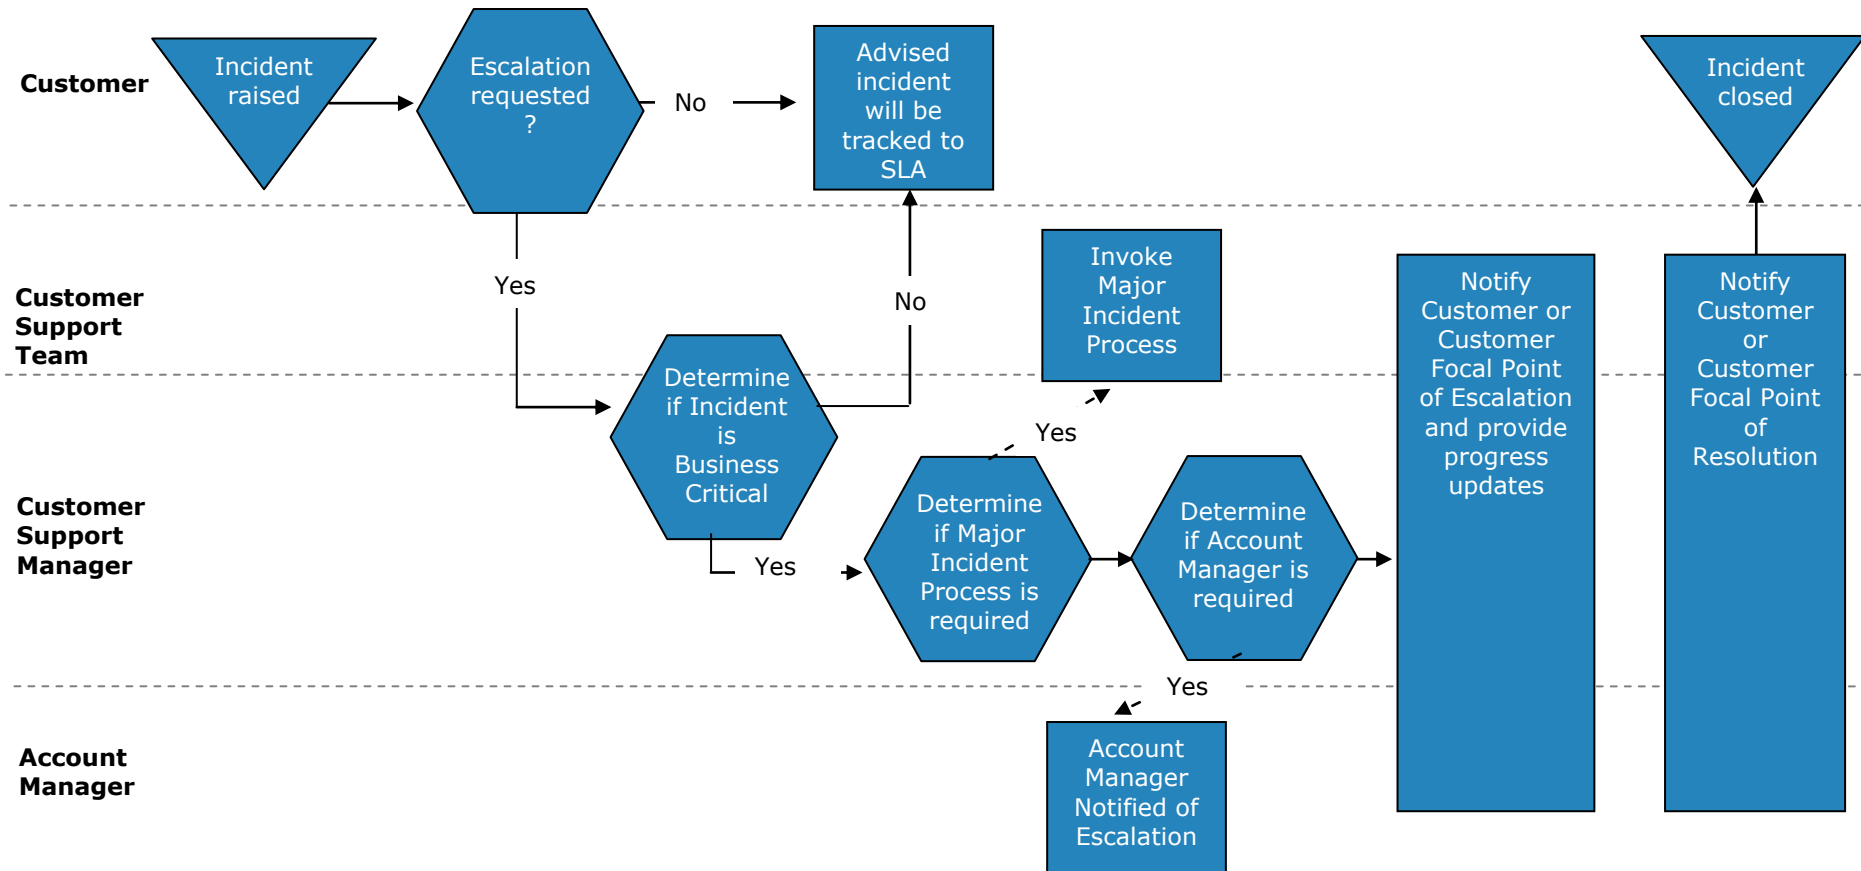 Customer
Incident
raised
Escalation
requested
?
No
Advised
incident
will be
tracked to
SLA
Incident
closed
Customer
Support
Team
Yes
No
Invoke
Major
Incident
Process
Notify
Customer or
Customer
Focal Point
of Escalation
and provide
progress
updates
Notify
Customer
or
Customer
Focal Point
of
Resolution
Customer
Support
Manager
Determine
if Incident
is
Business
Critical
Yes
Yes
Determine
if Major
Incident
Process is
required
Determine
if Account
Manager is
required
Yes
Account
Manager
Account
Manager
Notified of
Escalation